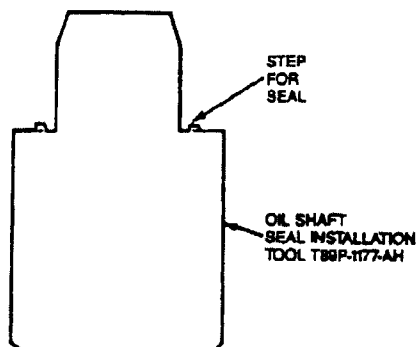 STEP
FOR
SEAL
OIL SHAFT
SEAL INSTALLATION
TOOL T89P-1177-AH